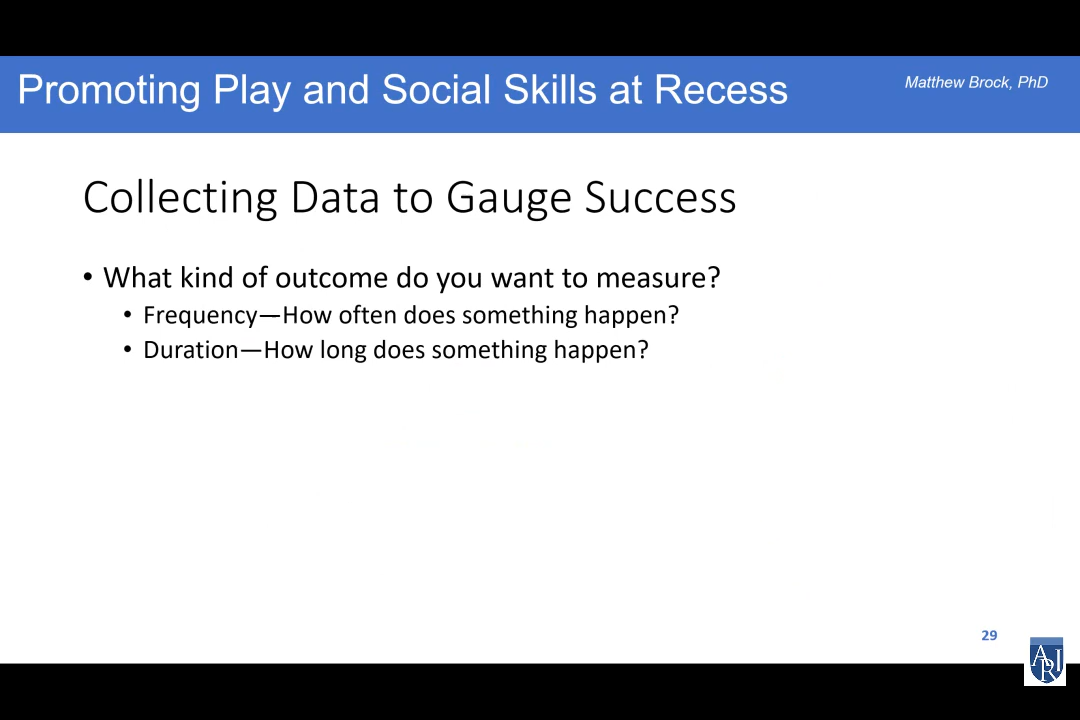 Promoting Play and Social Skills at Recess
Matthew Brock, PhD
Collecting Data to Gauge Success
• What kind of outcome do you want to measure?
• Frequency—How often does something happen?
• Duration—How long does something happen?
29
ARI